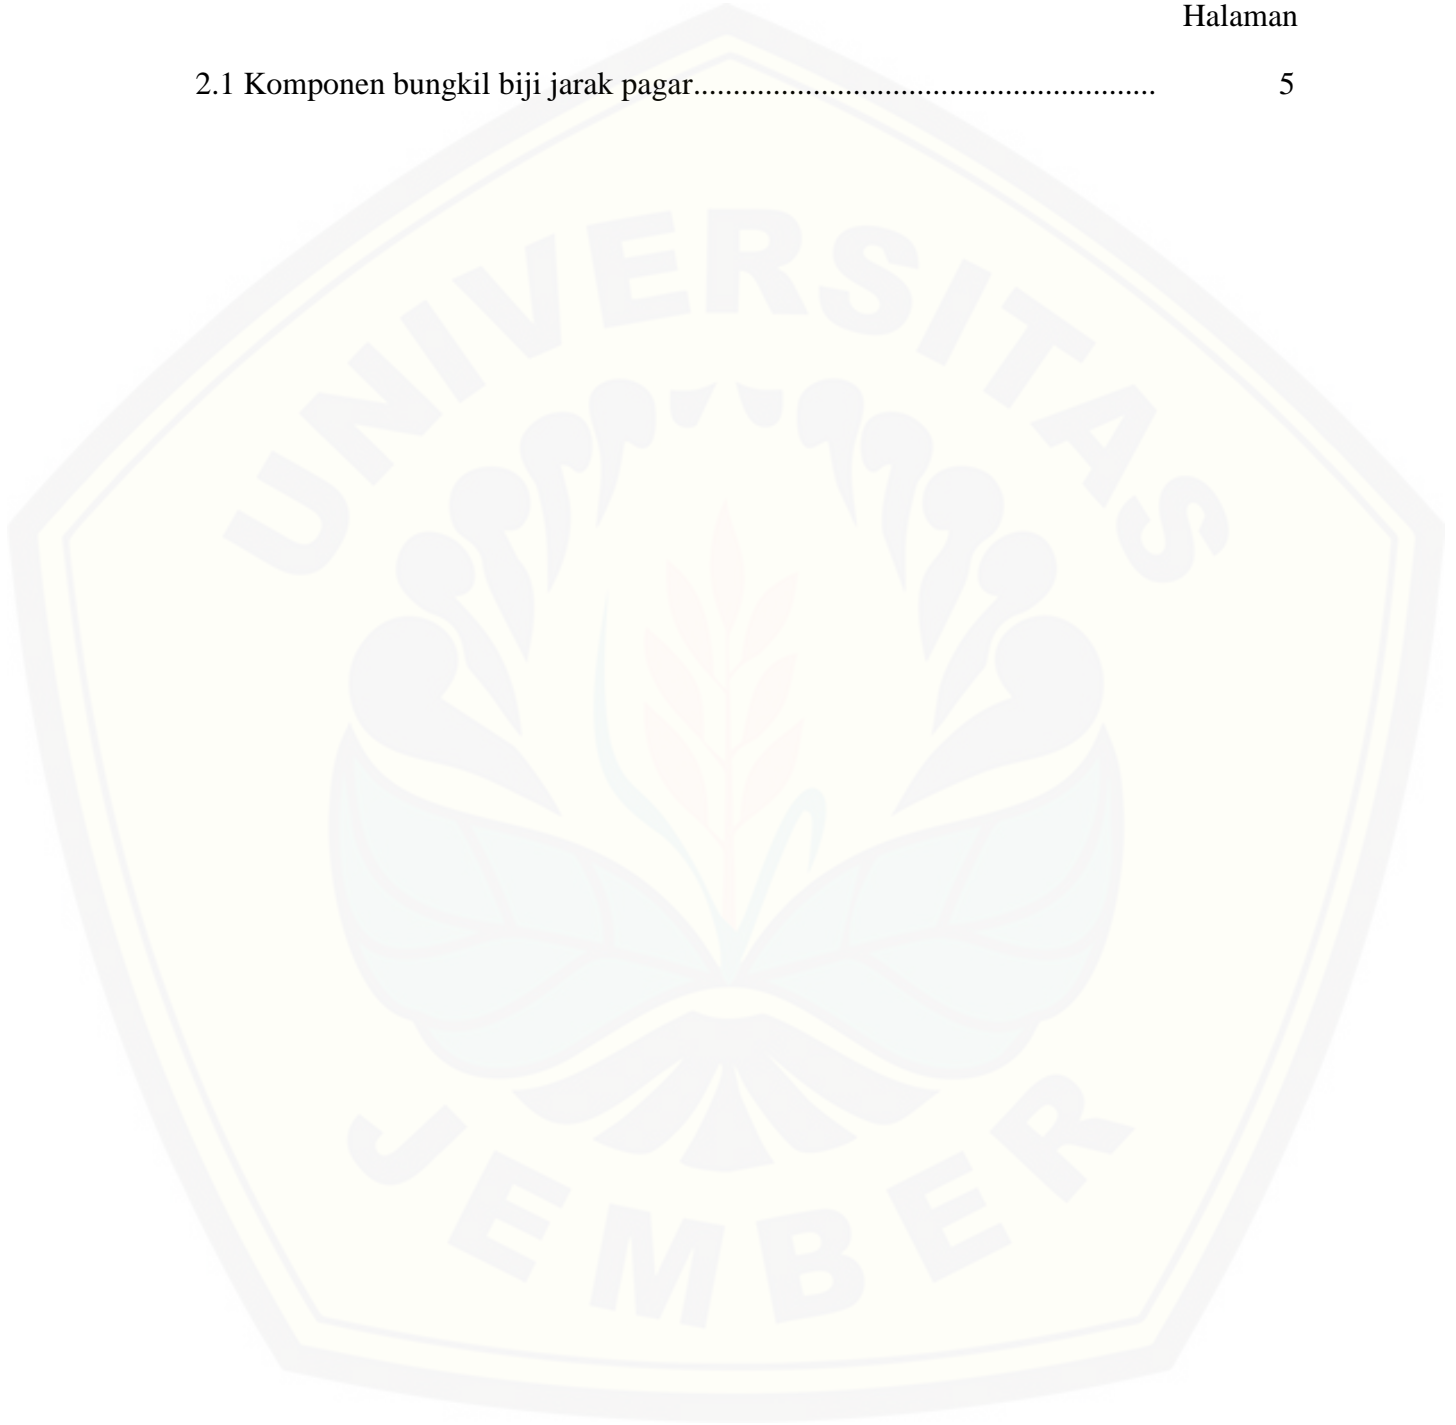 Halaman
2.1 Komponen bungkil biji jarak pagar.......................................................... 5
UNIVERSITAS
JEMBER